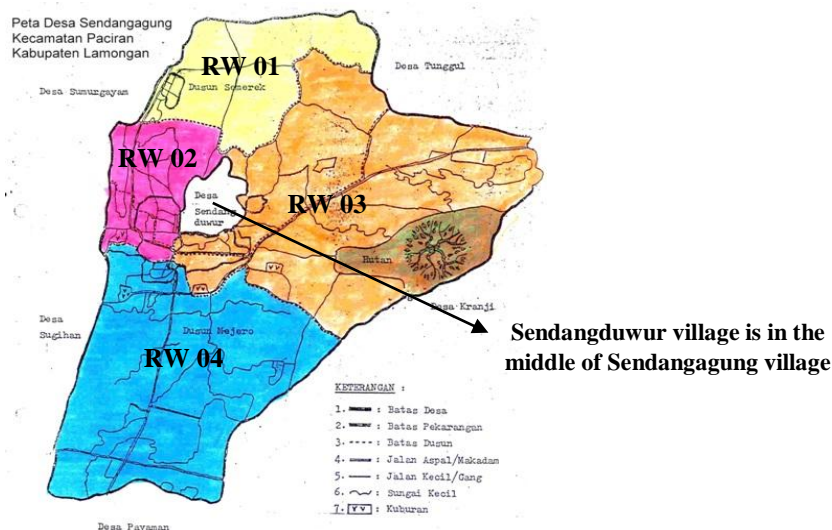 Peta Desa Sendangagung
Kecamatan Paciran
Kabupaten Lamongan
RW 01
Desa Tunggul
Dusun Semerek
Desa Sumurgayam
RW 02
Desa
Sendang
duwur
RW 03
Hutan
Desa Kranji
Desa
Sugihan
Dusun Mejero
RW 04
Sendangduwur village is in the
middle of Sendangagung village
KETERANGAN :
1. : Batas Desa
2. : Batas Pekarangan
3. : Batas Dusun
4. : Jalan Aspal/Makadam
5. : Jalan Kecil/Gang
6. : Sungai Kecil
7. : Kuburan
Desa Payaman